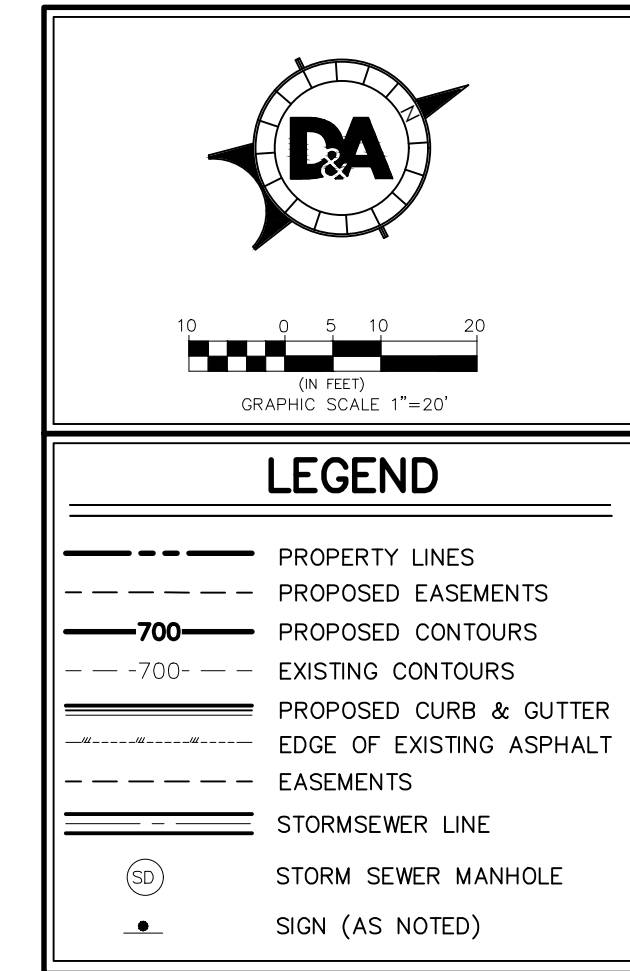 N
D&A
10 0 5 10 20
(IN FEET)
GRAPHIC SCALE 1"=20'
LEGEND
PROPERTY LINES
PROPOSED EASEMENTS
700 PROPOSED CONTOURS
-700- EXISTING CONTOURS
PROPOSED CURB & GUTTER
EDGE OF EXISTING ASPHALT
EASEMENTS
STORMSEWER LINE
SD STORM SEWER MANHOLE
SIGN (AS NOTED)